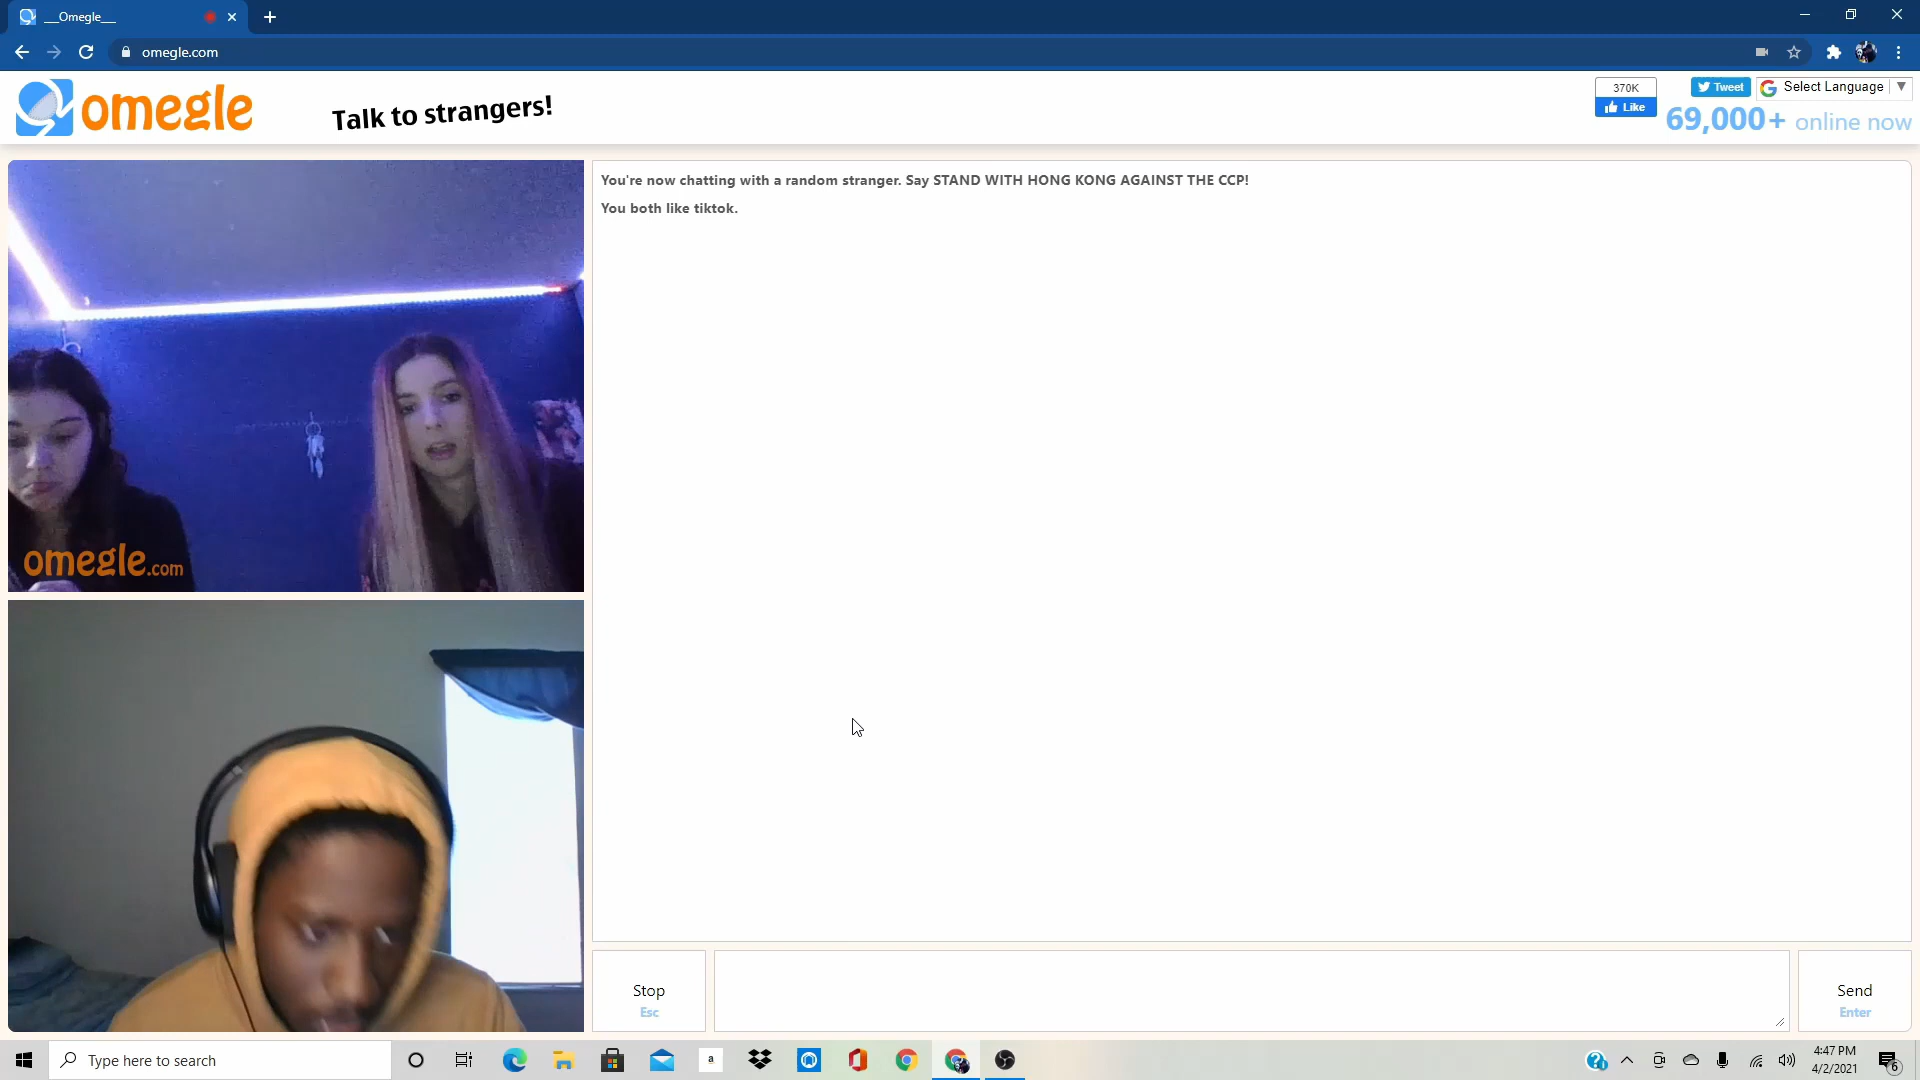 __Omegle__
omegle.com
omegle
Talk to strangers!
370K
Like
Tweet
Select Language
69,000+ online now
omegle.com
You're now chatting with a random stranger. Say STAND WITH HONG KONG AGAINST THE CCP!
You both like tiktok.
Stop
Esc
Send
Enter
Type here to search
a
4:47 PM
4/2/2021
6